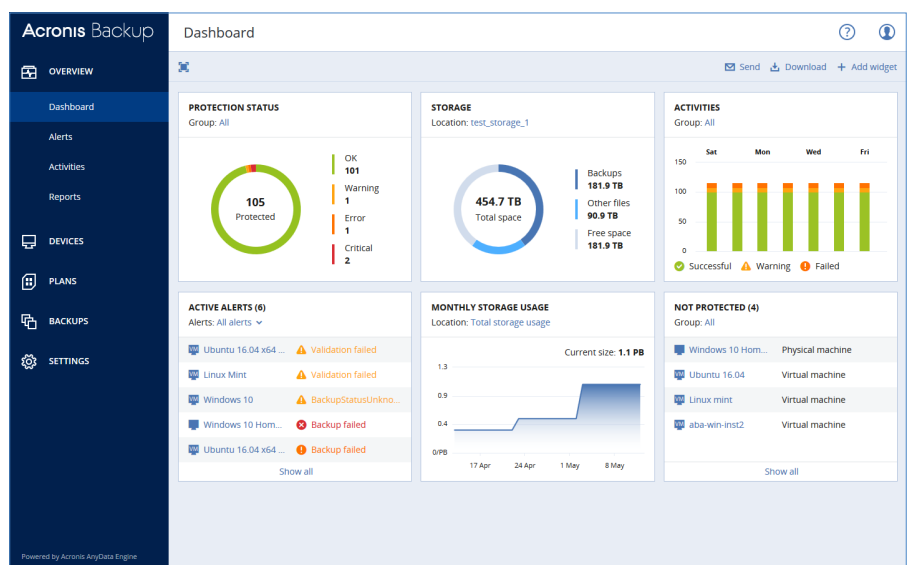 Acronis Backup
Dashboard
OVERVIEW
Dashboard
Alerts
Activities
Reports
DEVICES
PLANS
BACKUPS
SETTINGS
Powered by Acronis AnyData Engine
Send Download + Add widget
PROTECTION STATUS
Group: All
105
Protected
OK
101
Warning
1
Error
1
Critical
2
STORAGE
Location: test_storage_1
454.7 TB
Total space
Backups
181.9 TB
Other files
90.9 TB
Free space
181.9 TB
ACTIVITIES
Group: All
Sat Mon Wed Fri
150
100
50
0
Successful Warning Failed
ACTIVE ALERTS (6)
Alerts: All alerts
VM Ubuntu 16.04 x64 ... Validation failed
VM Linux Mint Validation failed
VM Windows 10 BackupStatusUnkno...
Windows 10 Hom... Backup failed
VM Ubuntu 16.04 x64 ... Backup failed
Show all
MONTHLY STORAGE USAGE
Location: Total storage usage
Current size: 1.1 PB
1.3
0.9
0.4
0/PB
17 Apr 24 Apr 1 May 8 May
NOT PROTECTED (4)
Group: All
Windows 10 Hom... Physical machine
VM Ubuntu 16.04 Virtual machine
VM Linux mint Virtual machine
VM aba-win-inst2 Virtual machine
Show all